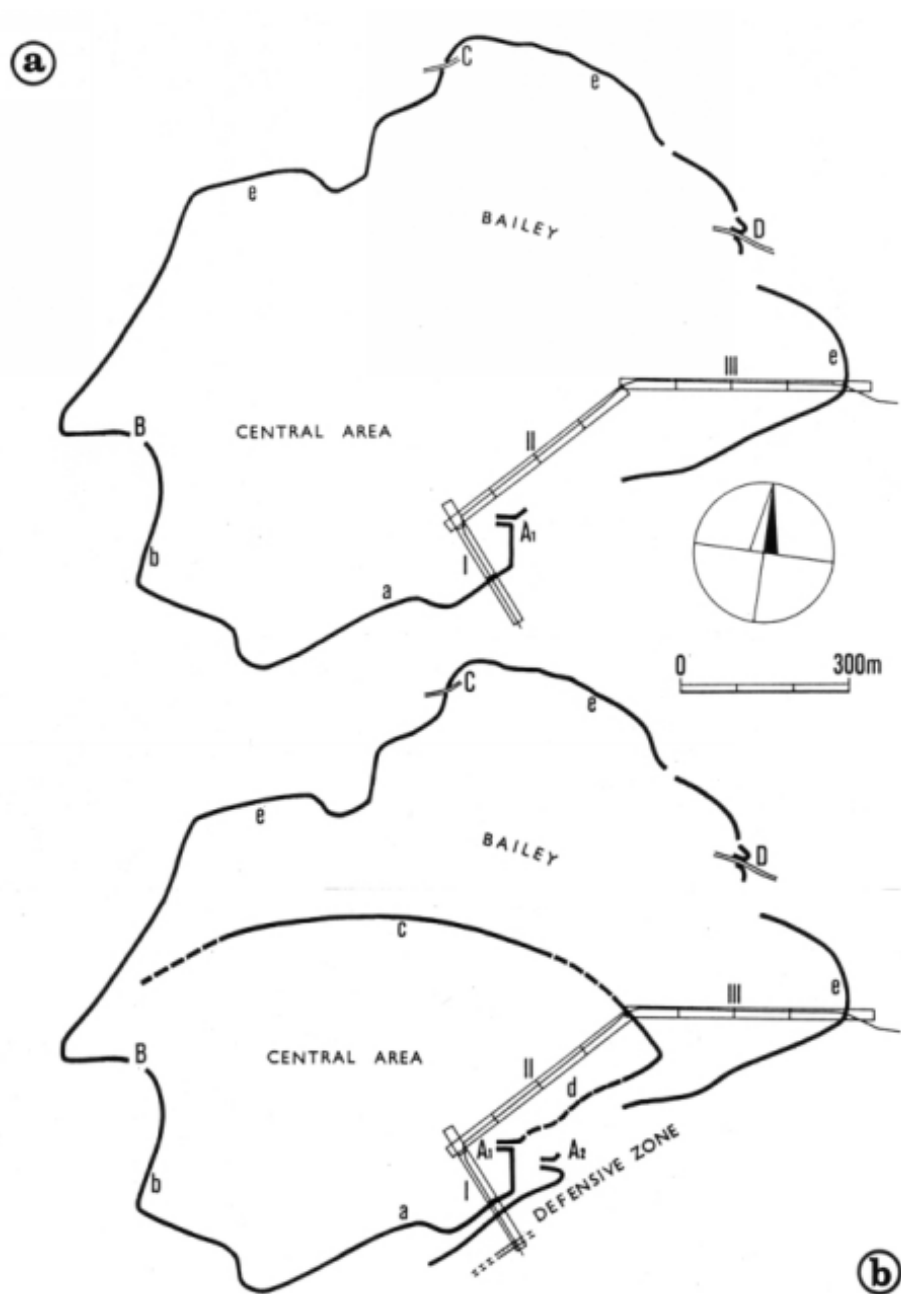 a
C
e
e
BAILEY
D
e
III
B
CENTRAL AREA
II
A1
b
I
a
0 300m
C
e
e
BAILEY
D
c
e
III
B
CENTRAL AREA
II
d
A1
A2
b
I
DEFENSIVE ZONE
a
b